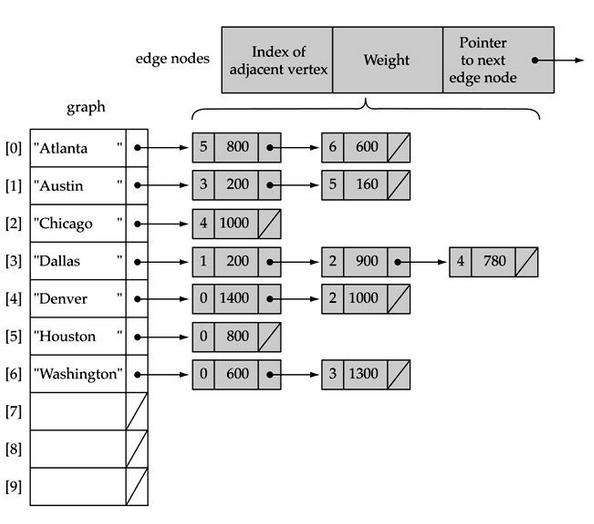 edge nodes
Index of
adjacent vertex
Weight
Pointer
to next
edge node
graph
[0] "Atlanta " 5 800 6 600
[1] "Austin " 3 200 5 160
[2] "Chicago " 4 1000
[3] "Dallas " 1 200 2 900 4 780
[4] "Denver " 0 1400 2 1000
[5] "Houston " 0 800
[6] "Washington" 0 600 3 1300
[7]
[8]
[9]